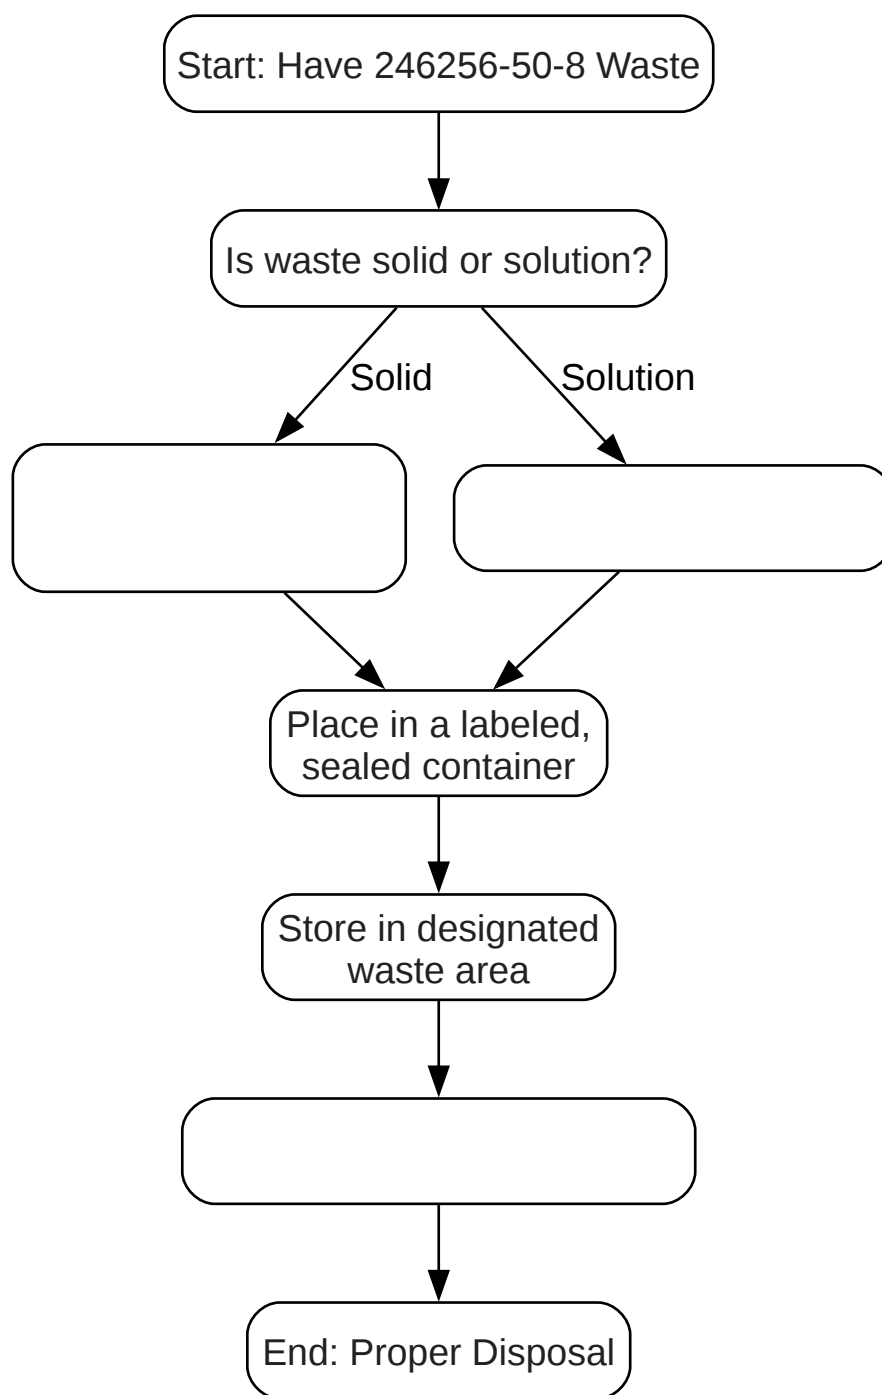 Start: Have 246256-50-8 Waste
Is waste solid or solution?
Solid
Solution
Place in a labeled,
sealed container
Store in designated
waste area
End: Proper Disposal